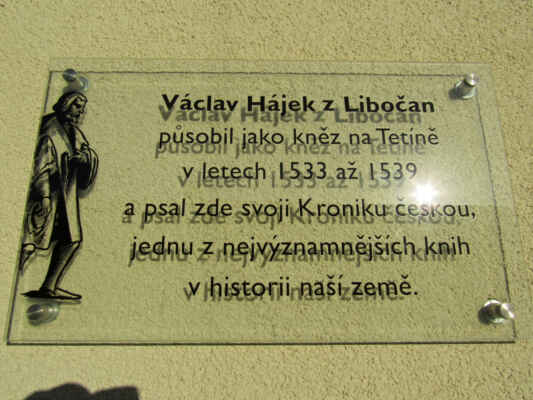 Václav Hájek z Libočan
působil jako kněz na Tetíně
v letech 1533 až 1539
a psal zde svoji Kroniku českou,
jednu z nejvýznamnějších knih
v historii naší země.